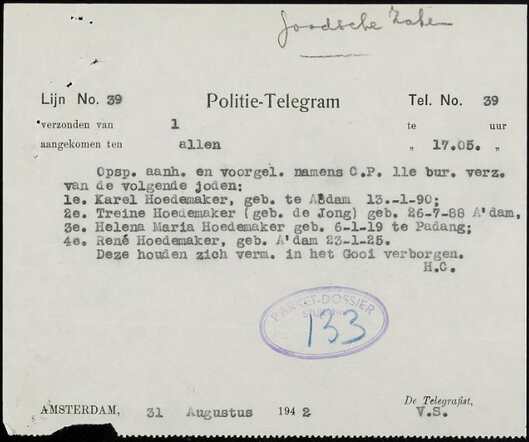 Joodsche Zaken
Lijn No. 39 Politie-Telegram Tel. No. 39
verzonden van 1 te uur
aangekomen ten allen „ 17.05. „
Opsp. aanh. en voorgel. namens C.P. 11e bur. verz.
van de volgende joden:
1e. Karel Hoedemaker, geb. te A'dam 13.-1-90;
2e. Treine Hoedemaker (geb. de Jong) geb. 26-7-88 A'dam,
3e. Helena Maria Hoedemaker geb. 6-1-19 te Padang;
4e. René Hoedemaker, geb. A'dam 23-1-25.
Deze houden zich verm. in het Gooi verborgen.
H.C.
PARKET-DOSSIER
133
De Telegrafist,
AMSTERDAM, 31 Augustus 1942 V.S.